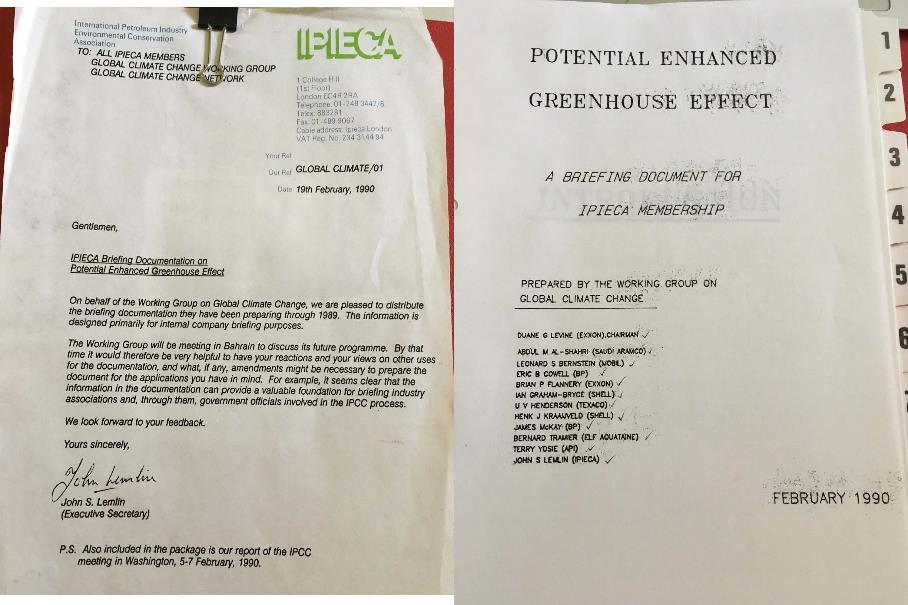 International Petroleum Industry
Environmental Conservation
Association
IPIECA
TO: ALL IPIECA MEMBERS
GLOBAL CLIMATE CHANGE WORKING GROUP
GLOBAL CLIMATE CHANGE NETWORK
1 College Hill
(1st Floor)
London EC4R 2RA
Telephone: 01-248 3447/8
Telex: 883281
Fax: 01-489 9067
Cable address: Ipieca London
VAT Reg. No. 234 3144 84
Your Ref
Our Ref GLOBAL CLIMATE/01
Date 19th February, 1990
Gentlemen,
IPIECA Briefing Documentation on
Potential Enhanced Greenhouse Effect
On behalf of the Working Group on Global Climate Change, we are pleased to distribute
the briefing documentation they have been preparing through 1989. The information is
designed primarily for internal company briefing purposes.
The Working Group will be meeting in Bahrain to discuss its future programme. By that
time it would therefore be very helpful to have your reactions and your views on other uses
for the documentation, and what, if any, amendments might be necessary to prepare the
document for the applications you have in mind. For example, it seems clear that the
information in the documentation can provide a valuable foundation for briefing industry
associations and, through them, government officials involved in the IPCC process.
We look forward to your feedback.
Yours sincerely,
John Lemlin
John S. Lemlin
(Executive Secretary)
P.S. Also included in the package is our report of the IPCC
meeting in Washington, 5-7 February, 1990.
POTENTIAL ENHANCED
GREENHOUSE EFFECT
A BRIEFING DOCUMENT FOR
IPIECA MEMBERSHIP
PREPARED BY THE WORKING GROUP ON
GLOBAL CLIMATE CHANGE
DUANE G LEVINE (EXXON),CHAIRMAN
ABDUL M AL-SHAHRI (SAUDI ARAMCO)
LEONARD S BERNSTEIN (MOBIL)
ERIC B COWELL (BP)
BRIAN P FLANNERY (EXXON)
IAN GRAHAM-BRYCE (SHELL)
U V HENDERSON (TEXACO)
HENK J KRAAIJVELD (SHELL)
JAMES McKAY (BP)
BERNARD TRAMIER (ELF AQUATAINE)
TERRY YOSIE (API)
JOHN S LEMLIN (IPIECA)
FEBRUARY 1990
1
2
3
4
5
6